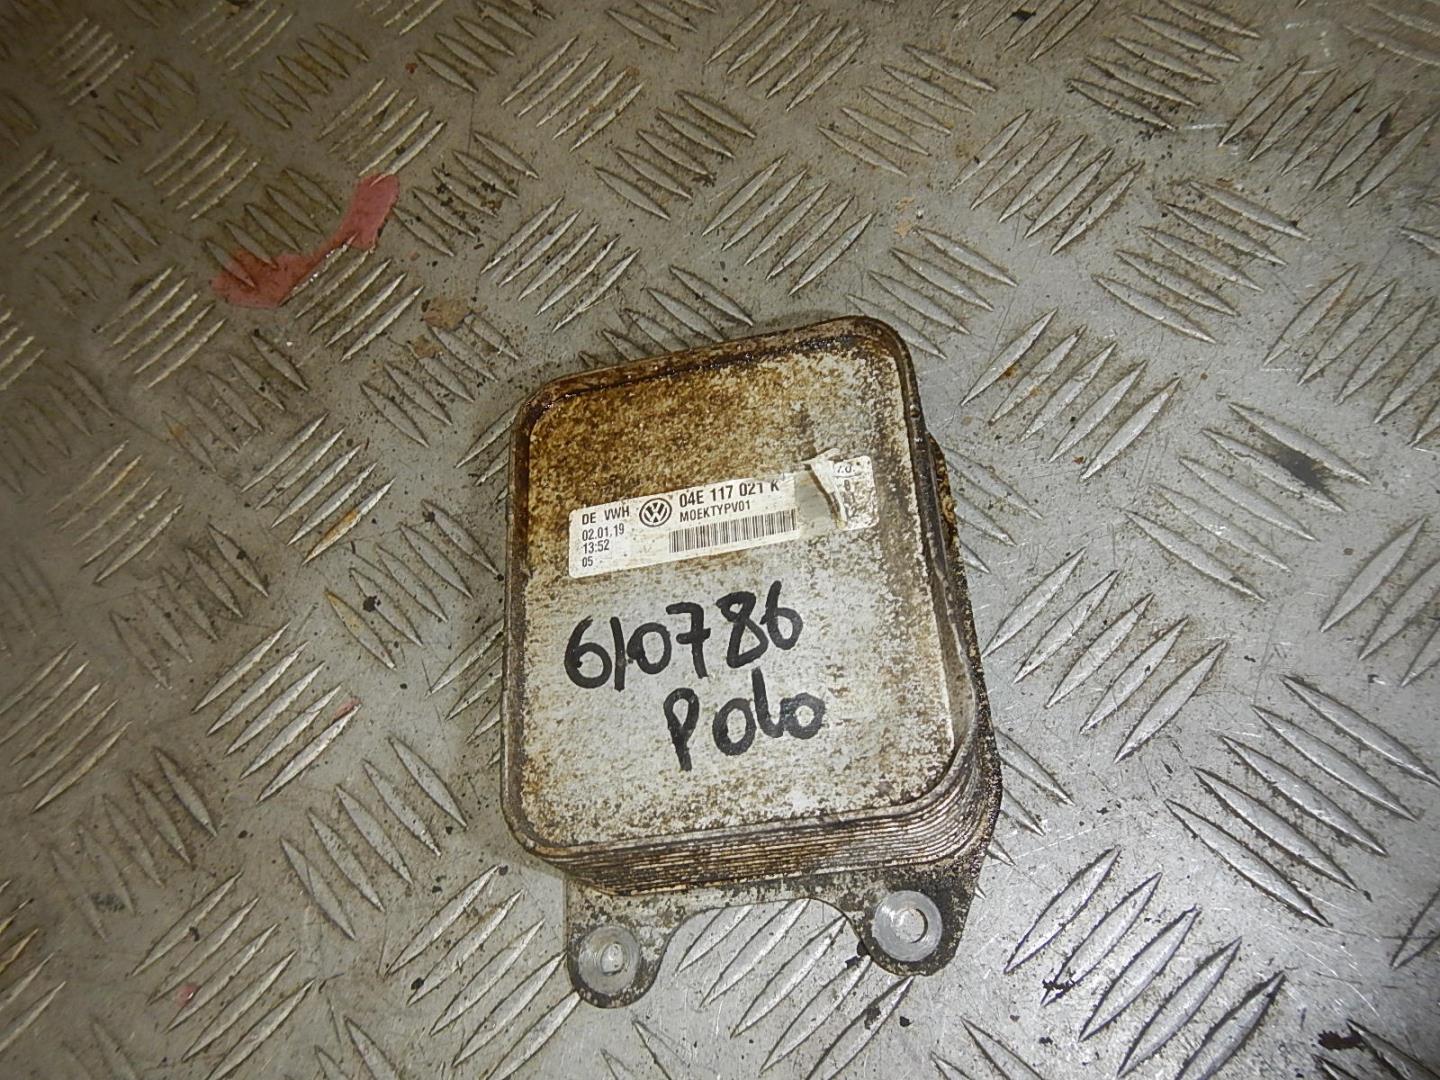 DE VWH 04E 117 021 K
02.01.19 MOEKTYPV01
13:52
05
610786
Polo